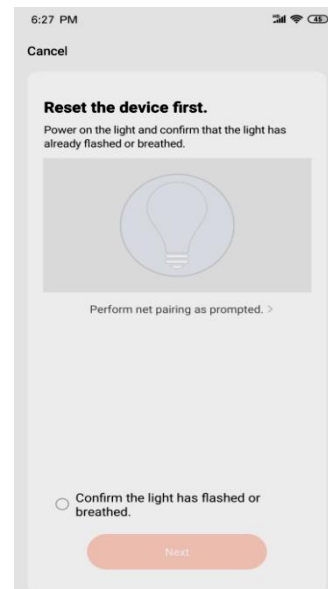 6:27 PM
45
Cancel
Reset the device first.
Power on the light and confirm that the light has
already flashed or breathed.
Perform net pairing as prompted. >
Confirm the light has flashed or
breathed.
Next